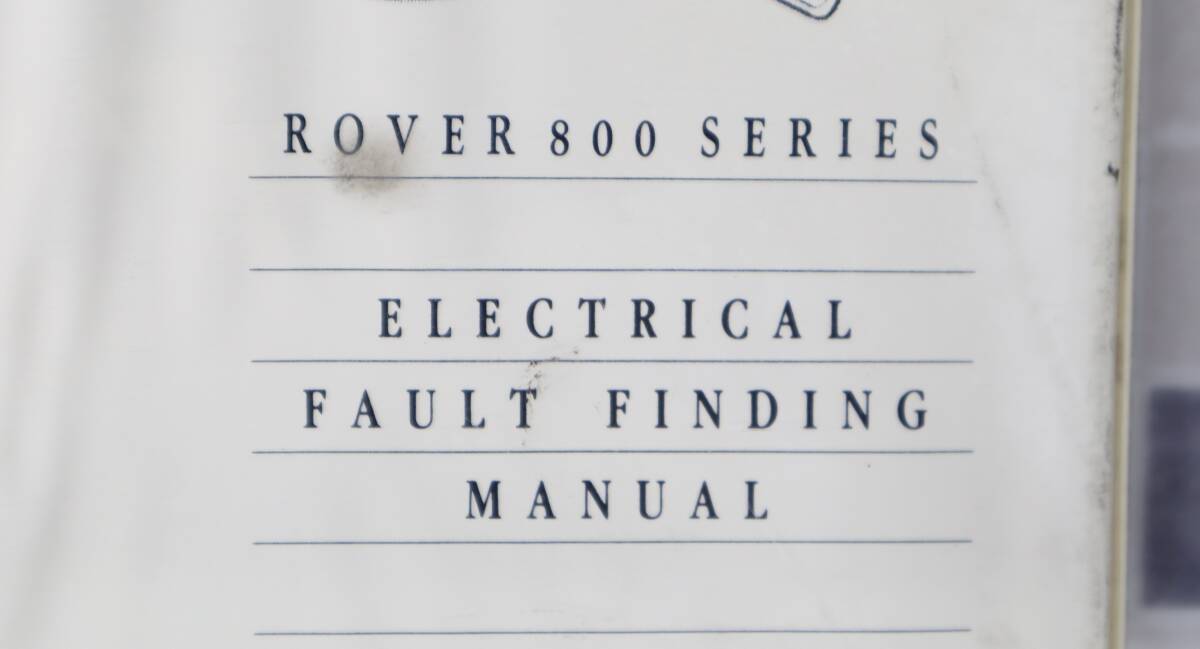 ROVER 800 SERIES
ELECTRICAL
FAULT FINDING
MANUAL